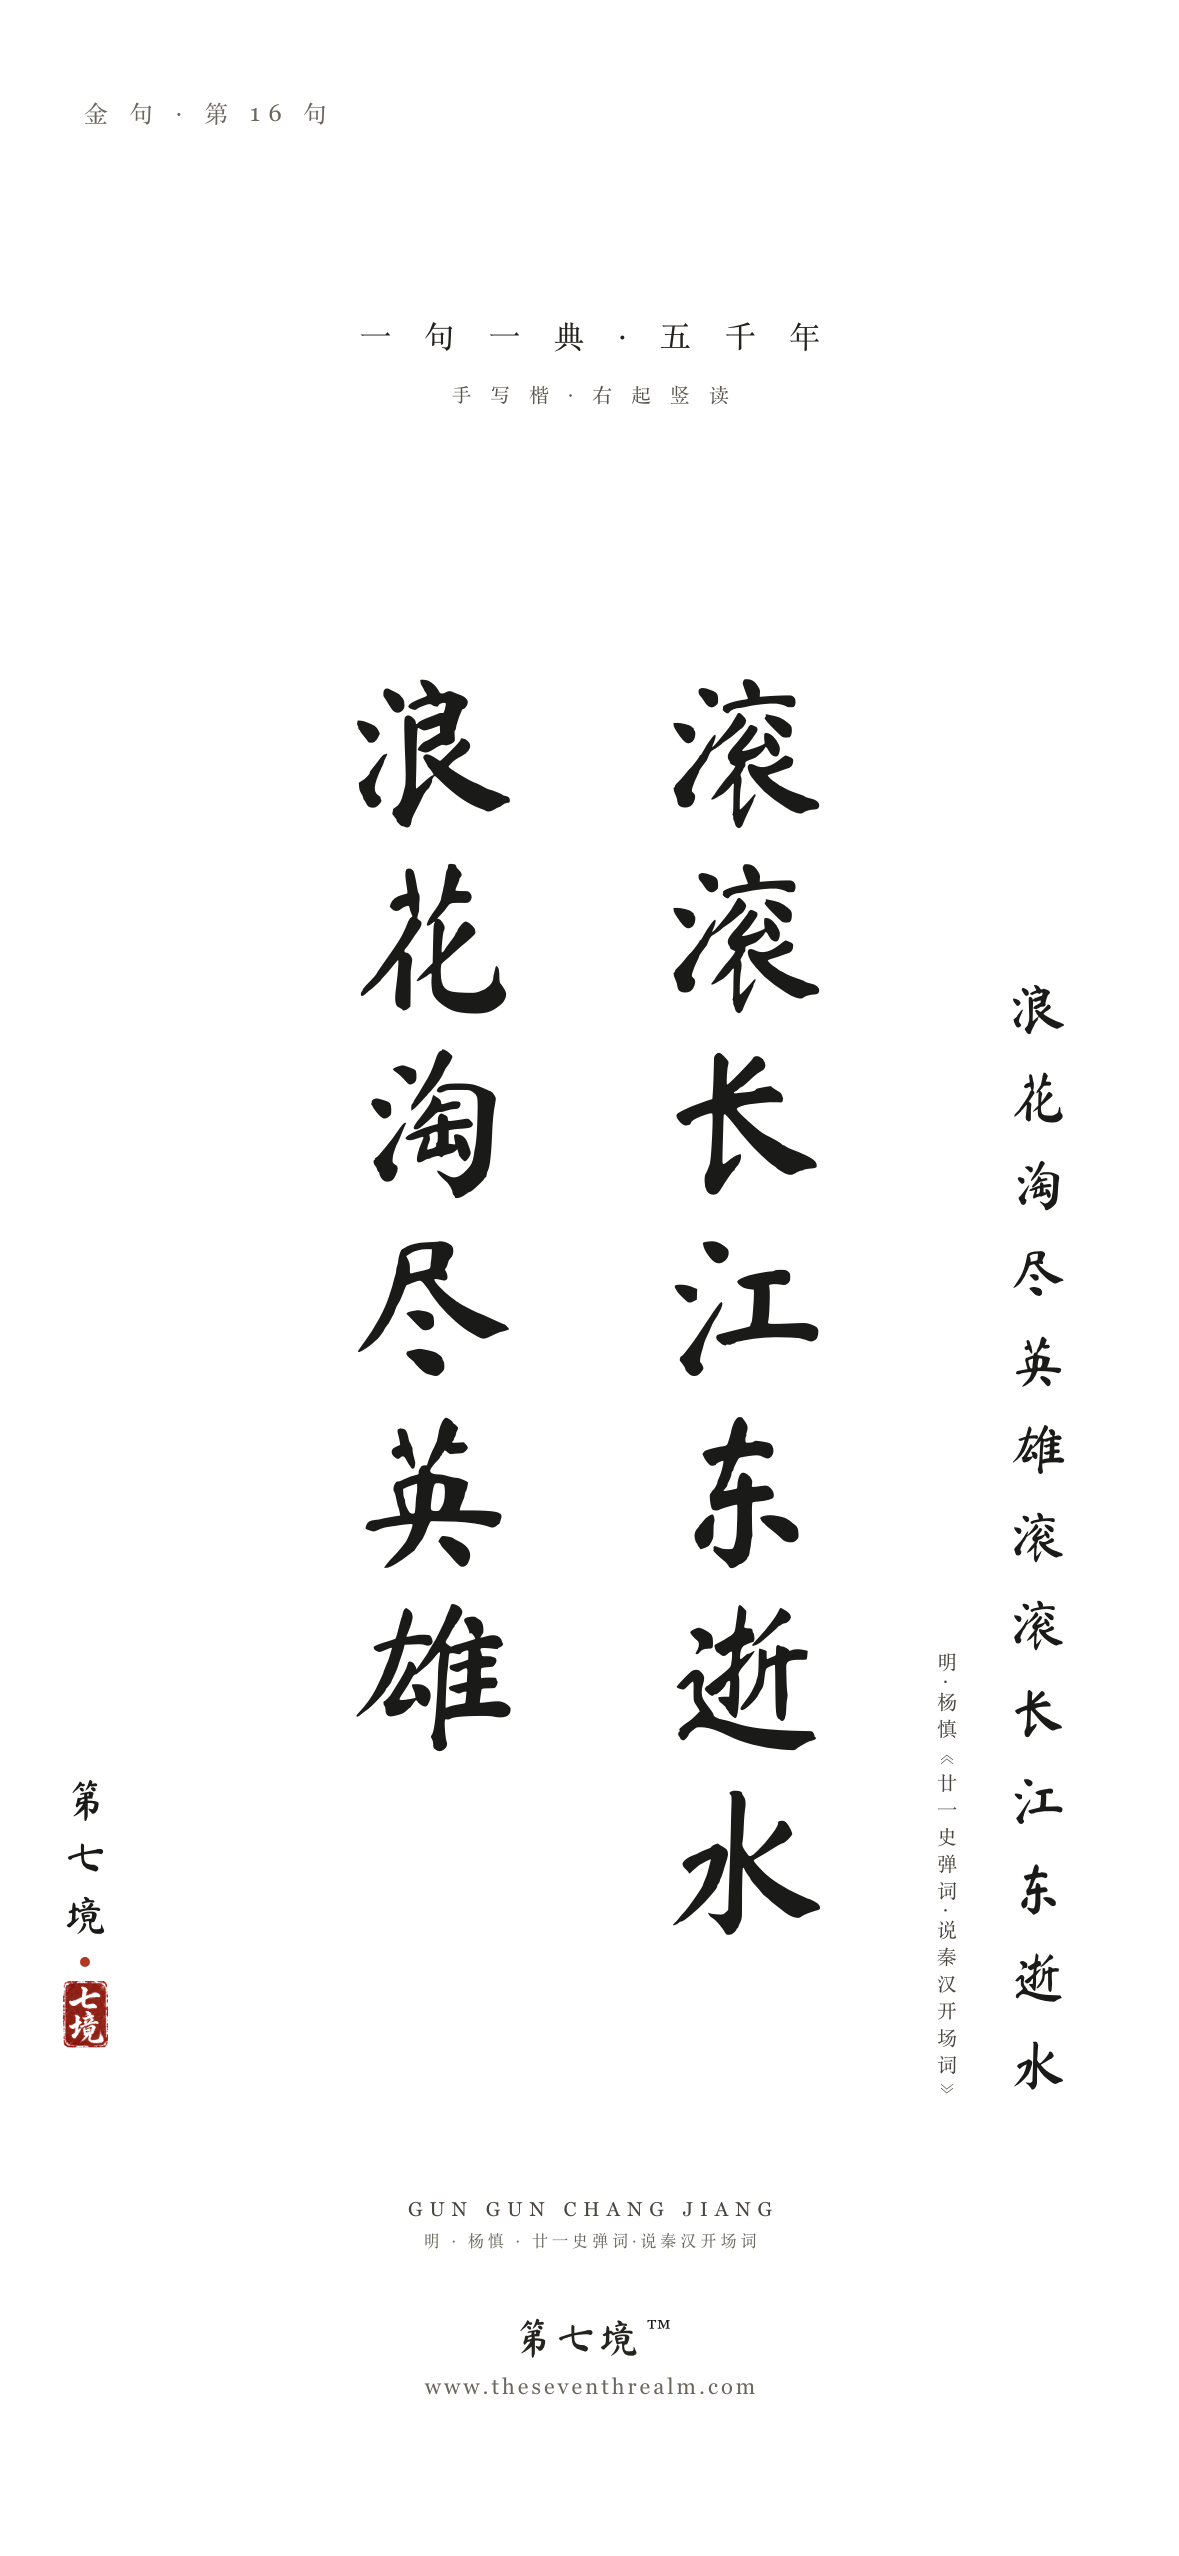 金句·第16句
一句一典·五千年
手写楷·右起竖读
浪花淘尽英雄滚滚长江东逝水
明·杨慎《廿一史弹词·说秦汉开场词》
滚滚长江东逝水
浪花淘尽英雄
第七境
七境
GUN GUN CHANG JIANG
明 · 杨慎 · 廿一史弹词·说秦汉开场词
第七境™
www.theseventhrealm.com